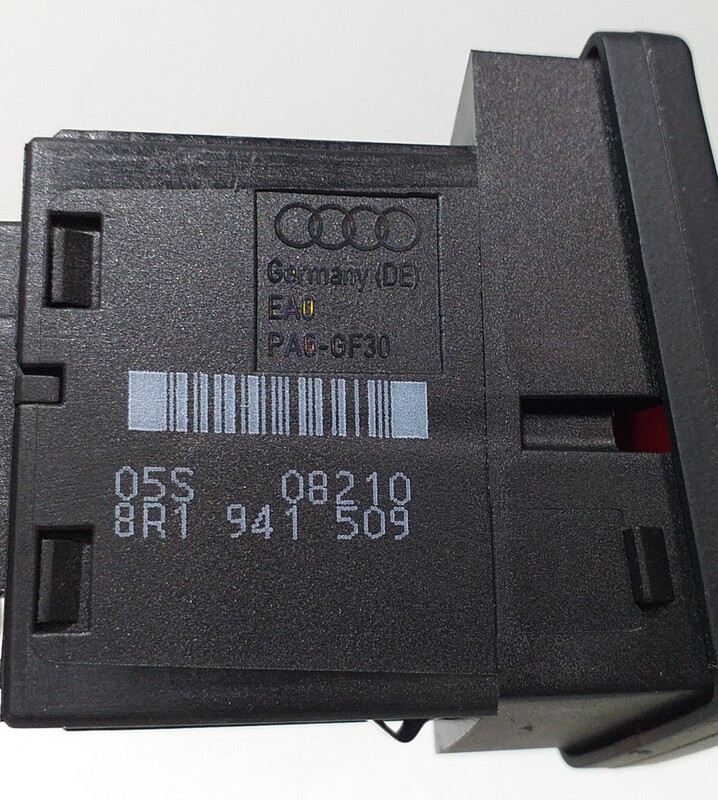 Germany (DE)
EA0
PA6-GF30
05S 08210
8R1 941 509